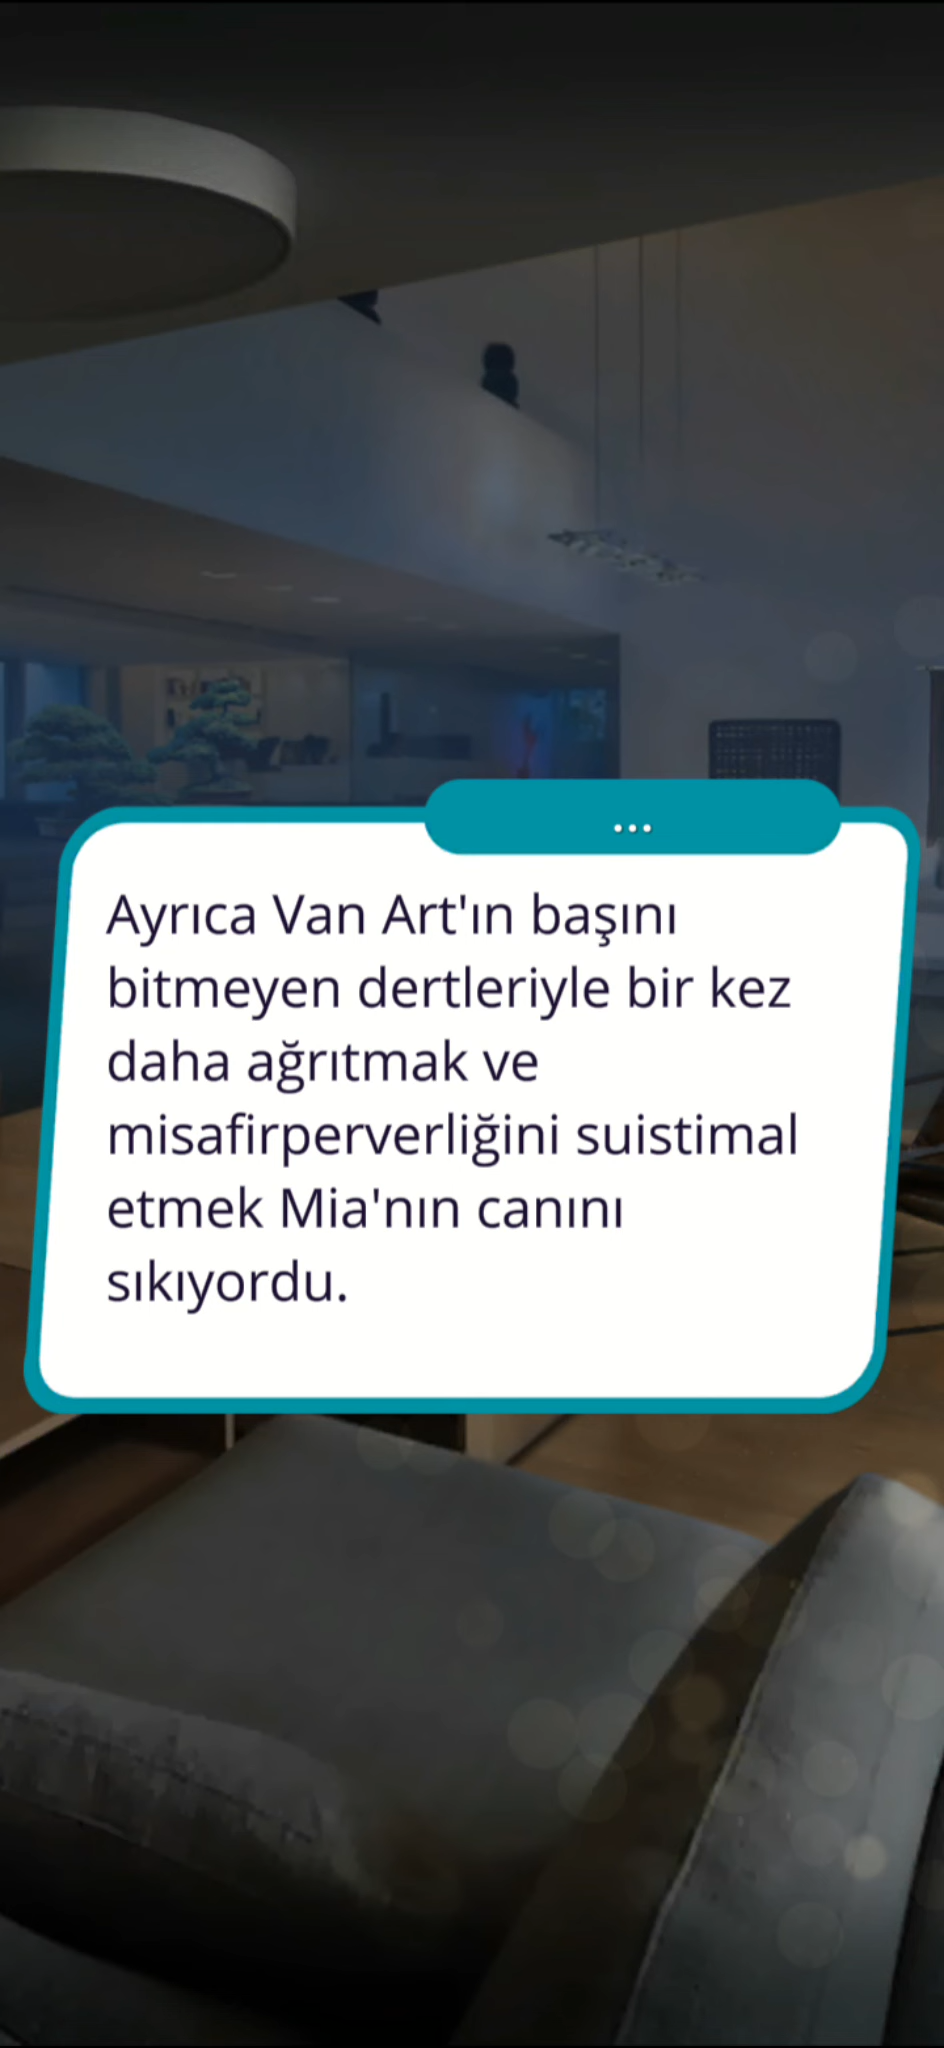 ...
Ayrıca Van Art'ın başını
bitmeyen dertleriyle bir kez
daha ağrıtmak ve
misafirperverliğini suistimal
etmek Mia'nın canını
sıkıyordu.